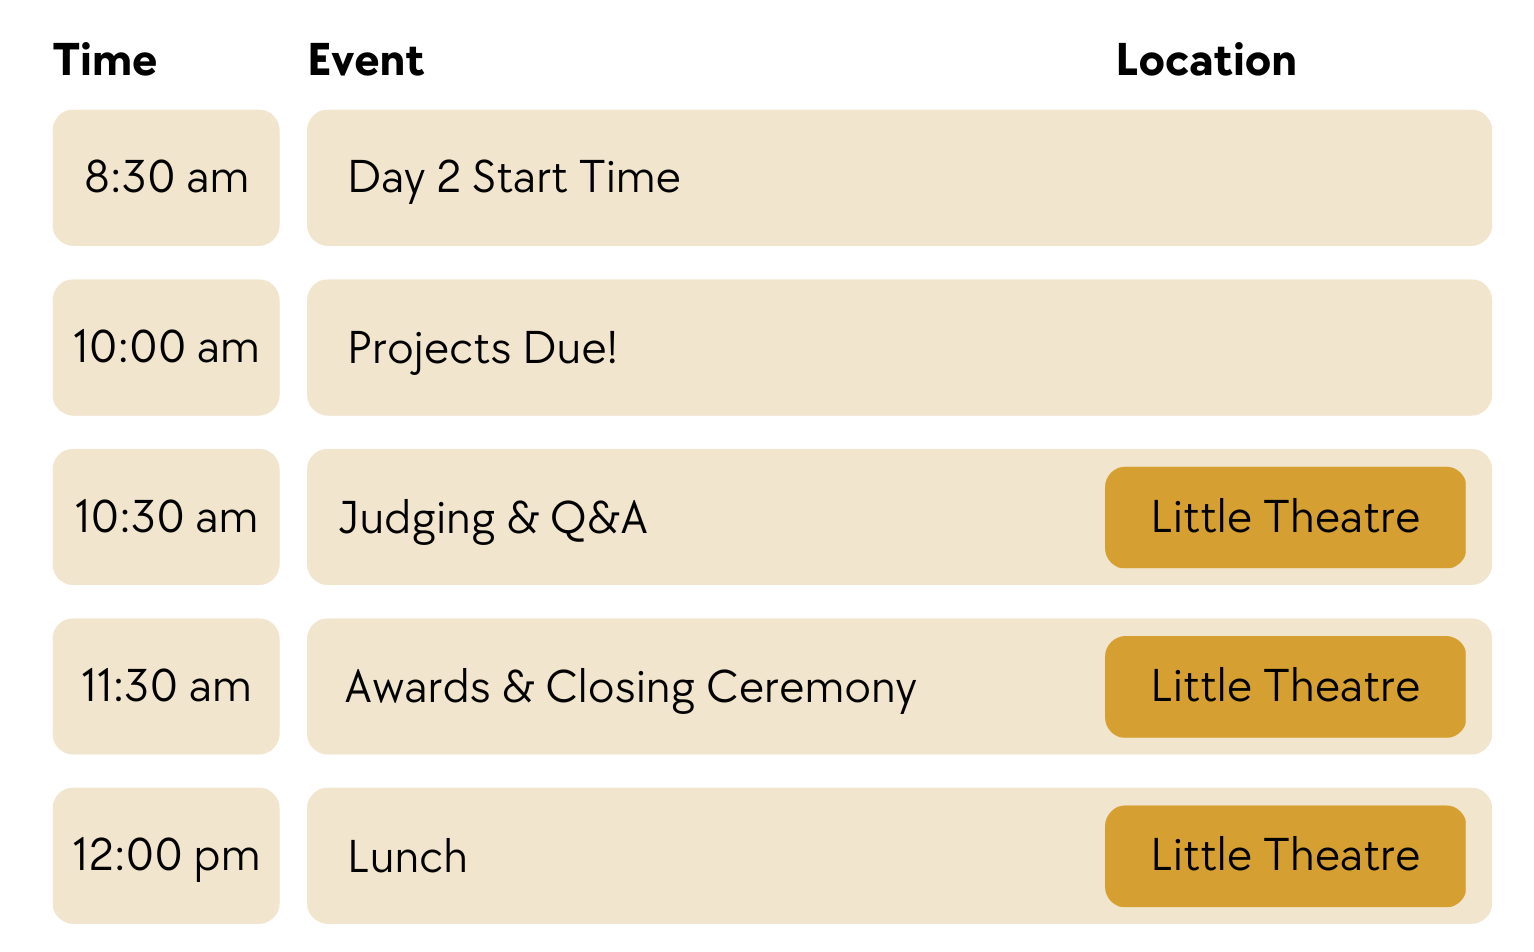 Time Event Location
8:30 am Day 2 Start Time
10:00 am Projects Due!
10:30 am Judging & Q&A Little Theatre
11:30 am Awards & Closing Ceremony Little Theatre
12:00 pm Lunch Little Theatre